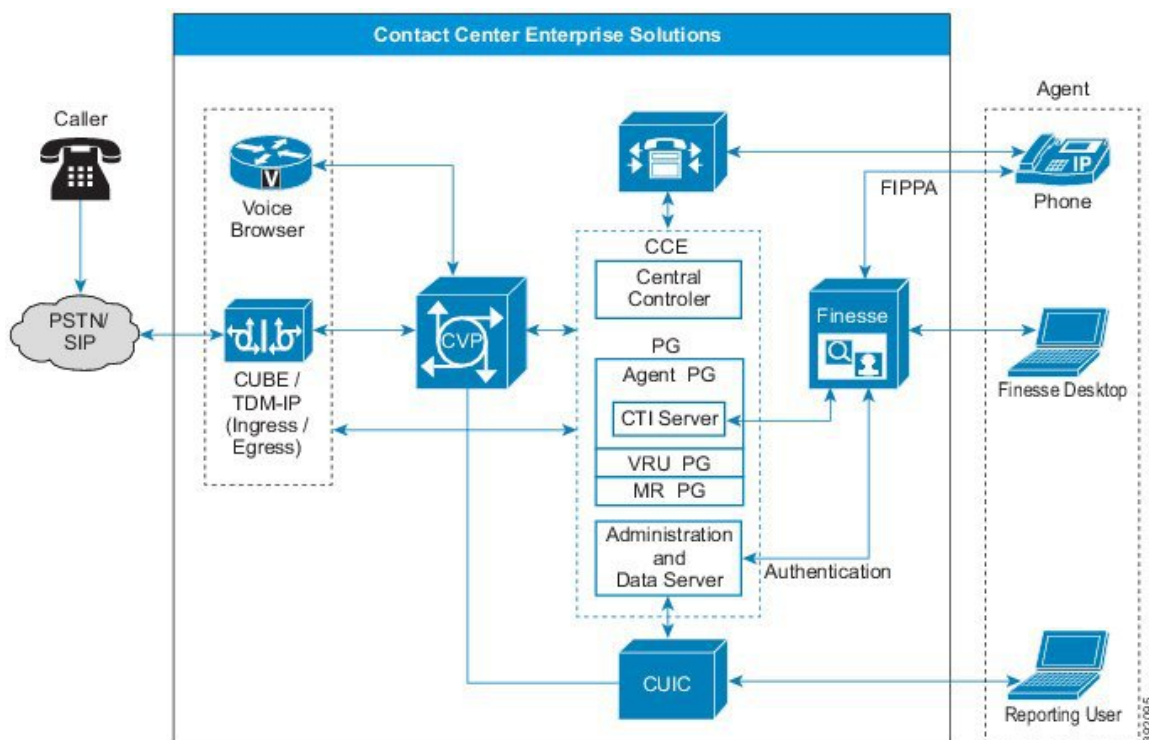 Contact Center Enterprise Solutions
Caller
Agent
V
Voice
Browser
IP
Phone
FIPPA
CCE
Central
Controler
PSTN/
SIP
CVP
Finesse
CUBE /
TDM-IP
(Ingress /
Egress)
PG
Agent PG
CTI Server
VRU PG
MR PG
Finesse Desktop
Administration
and
Data Server
Authentication
CUIC
Reporting User